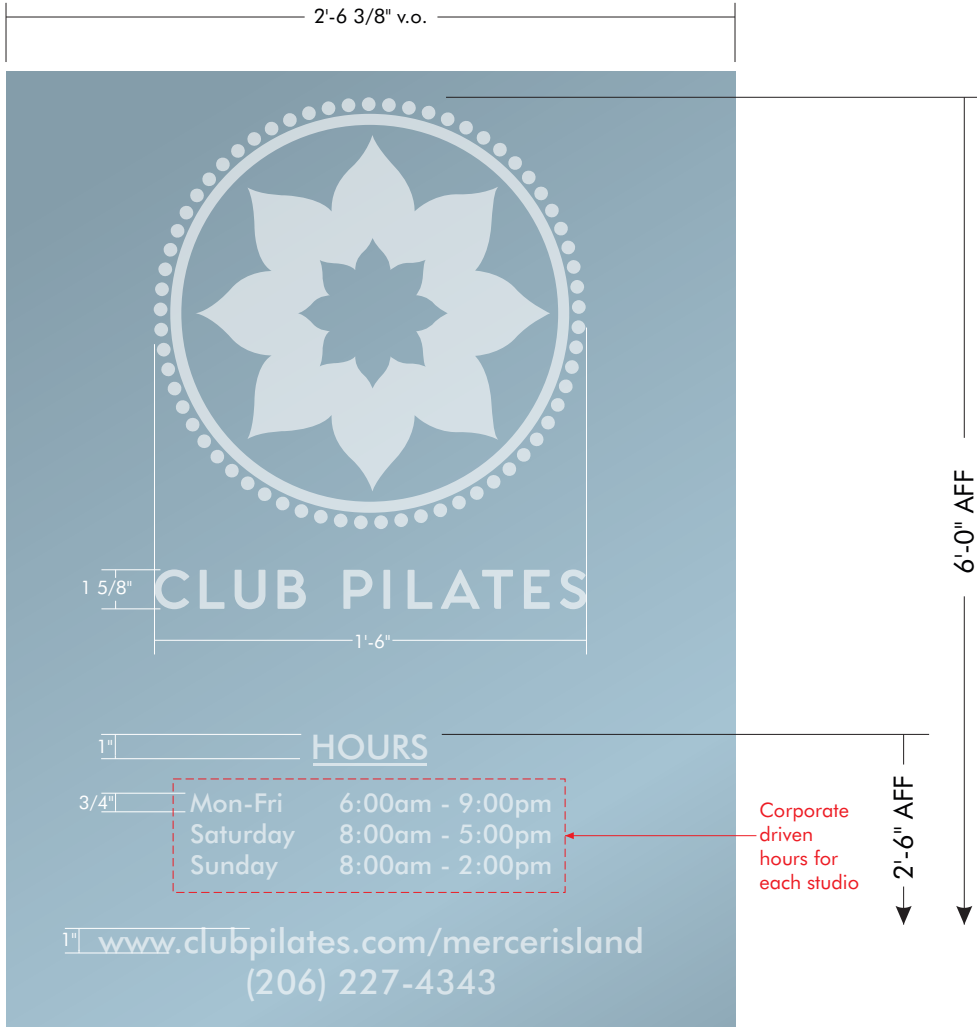 2'-6 3/8" v.o.
1 5/8"
CLUB PILATES
1'-6"
6'-0" AFF
1"
HOURS
3/4"
Mon-Fri 6:00am - 9:00pm
Saturday 8:00am - 5:00pm
Sunday 8:00am - 2:00pm
Corporate
driven
hours for
each studio
2'-6" AFF
1"
www.clubpilates.com/mercerisland
(206) 227-4343